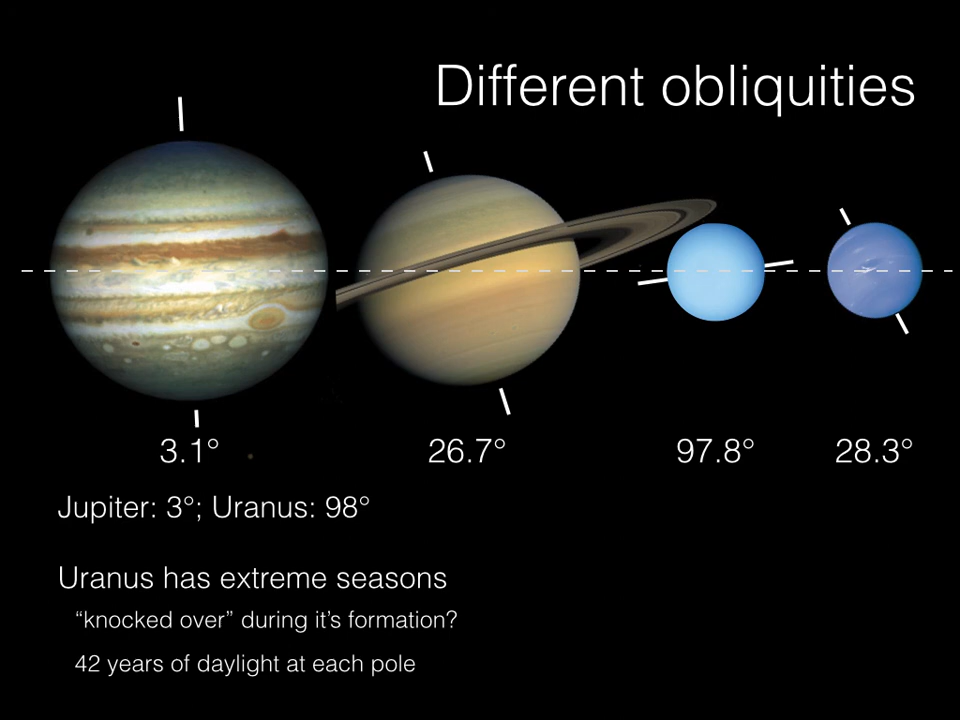 Different obliquities
3.1° 26.7° 97.8° 28.3°
Jupiter: 3°; Uranus: 98°
Uranus has extreme seasons
“knocked over” during it’s formation?
42 years of daylight at each pole